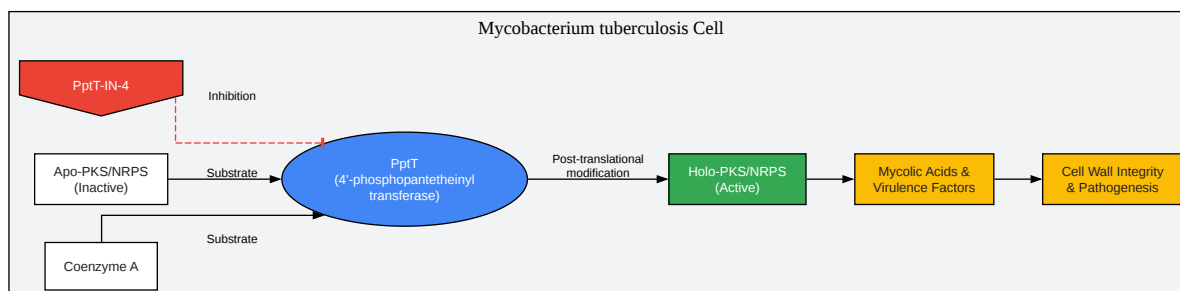 Mycobacterium tuberculosis Cell
PptT-IN-4
Inhibition
Apo-PKS/NRPS
(Inactive)
Substrate
PptT
(4'-phosphopantetheinyl
transferase)
Post-translational
modification
Holo-PKS/NRPS
(Active)
Mycolic Acids &
Virulence Factors
Cell Wall Integrity
& Pathogenesis
Substrate
Coenzyme A